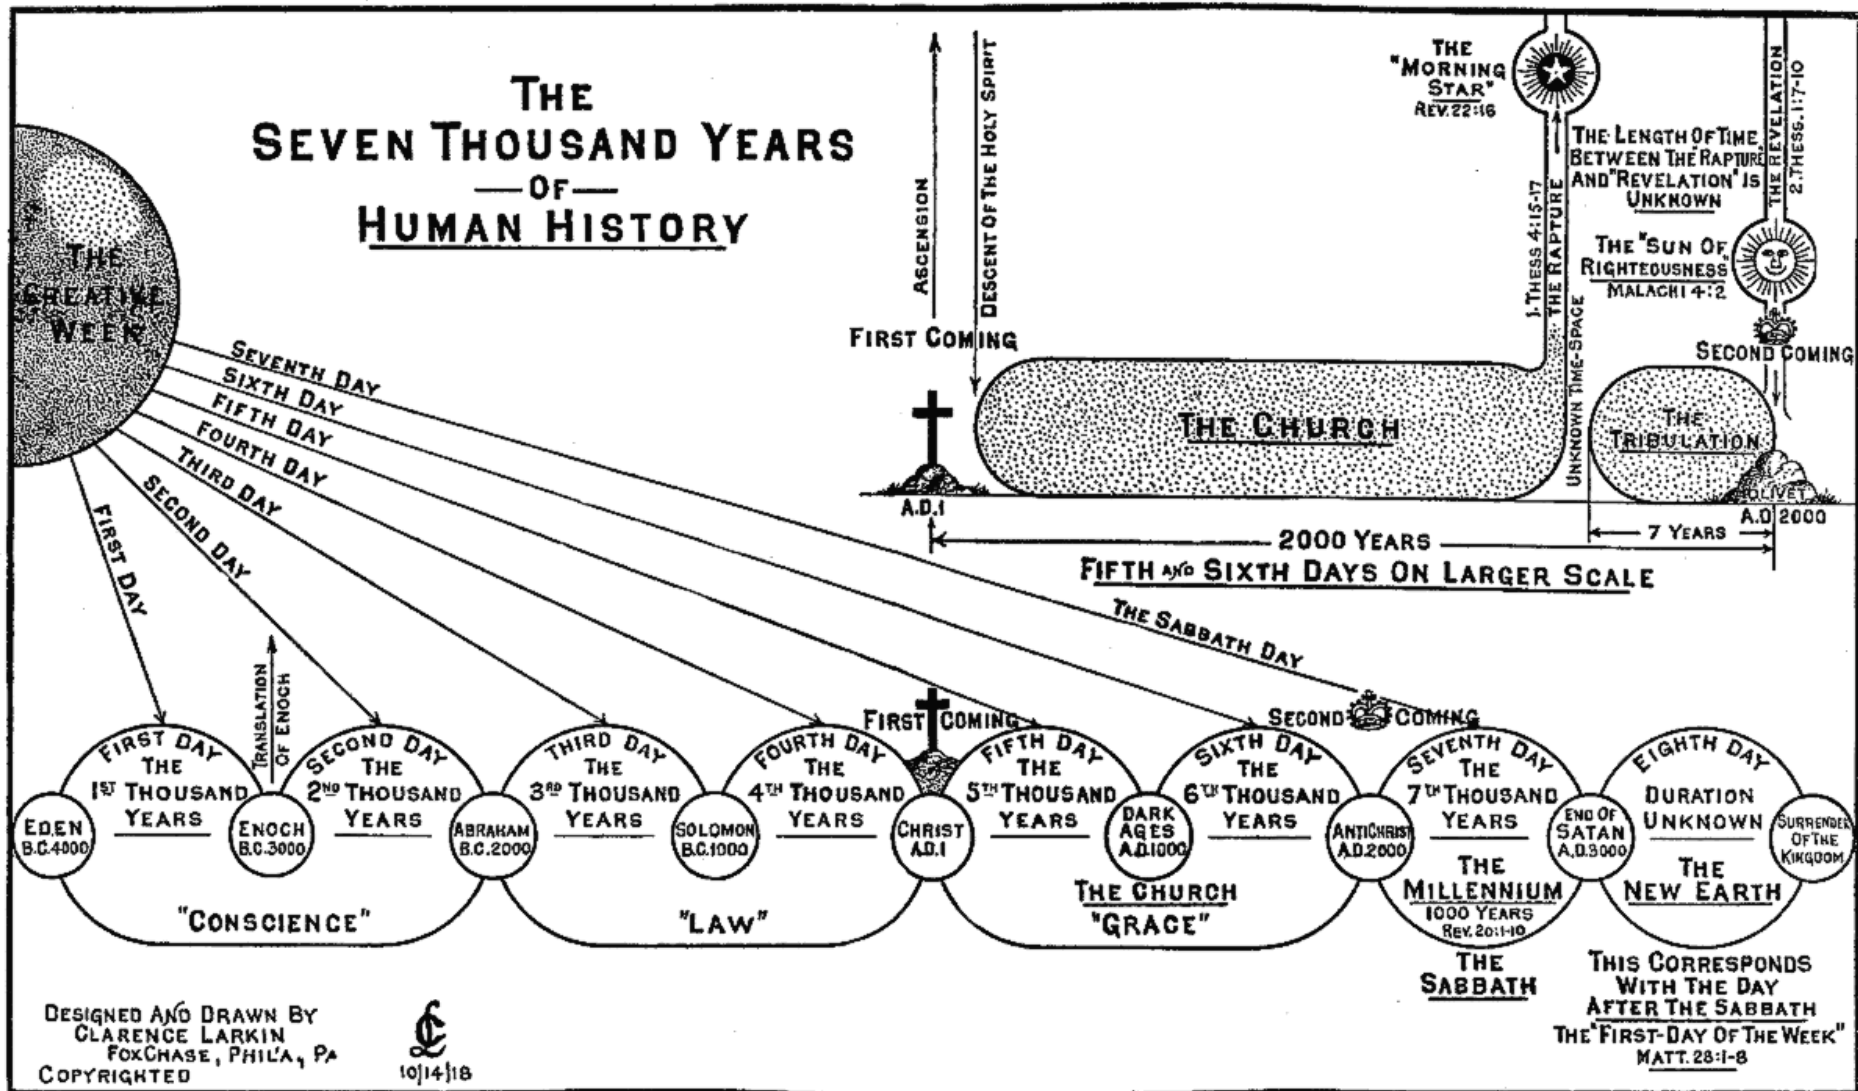 THE
SEVEN THOUSAND YEARS
—OF—
HUMAN HISTORY
THE
CREATIVE
WEEK
ASCENSION
DESCENT OF THE HOLY SPIRIT
FIRST COMING
THE
"MORNING
STAR"
REV. 22:16
1. THESS 4:15-17
THE RAPTURE
UNKNOWN TIME-SPACE
THE LENGTH OF TIME
BETWEEN THE "RAPTURE"
AND "REVELATION" IS
UNKNOWN
THE REVELATION
2. THESS. 1:7-10
THE "SUN OF
RIGHTEOUSNESS"
MALACHI 4:2
SECOND COMING
THE CHURCH
THE
TRIBULATION
OLIVET
A.D.1
A.D. 2000
2000 YEARS
7 YEARS
FIFTH AND SIXTH DAYS ON LARGER SCALE
SEVENTH DAY
SIXTH DAY
FIFTH DAY
FOURTH DAY
THIRD DAY
SECOND DAY
FIRST DAY
THE SABBATH DAY
TRANSLATION
OF ENOCH
FIRST COMING
SECOND COMING
FIRST DAY
THE
1ST THOUSAND
YEARS
SECOND DAY
THE
2ND THOUSAND
YEARS
THIRD DAY
THE
3RD THOUSAND
YEARS
FOURTH DAY
THE
4TH THOUSAND
YEARS
FIFTH DAY
THE
5TH THOUSAND
YEARS
SIXTH DAY
THE
6TH THOUSAND
YEARS
SEVENTH DAY
THE
7TH THOUSAND
YEARS
EIGHTH DAY
DURATION
UNKNOWN
EDEN
B.C. 4000
ENOCH
B.C. 3000
ABRAHAM
B.C. 2000
SOLOMON
B.C. 1000
CHRIST
A.D.1
DARK
AGES
A.D.1000
ANTICHRIST
A.D. 2000
END OF
SATAN
A.D. 3000
SURRENDER
OF THE
KINGDOM
"CONSCIENCE"
"LAW"
THE CHURCH
"GRACE"
THE
MILLENNIUM
1000 YEARS
REV. 20:1-10
THE
SABBATH
THE
NEW EARTH
THIS CORRESPONDS
WITH THE DAY
AFTER THE SABBATH
THE "FIRST-DAY OF THE WEEK"
MATT. 28:1-8
DESIGNED AND DRAWN BY
CLARENCE LARKIN
FOXCHASE, PHIL'A, PA
COPYRIGHTED
10/14/18